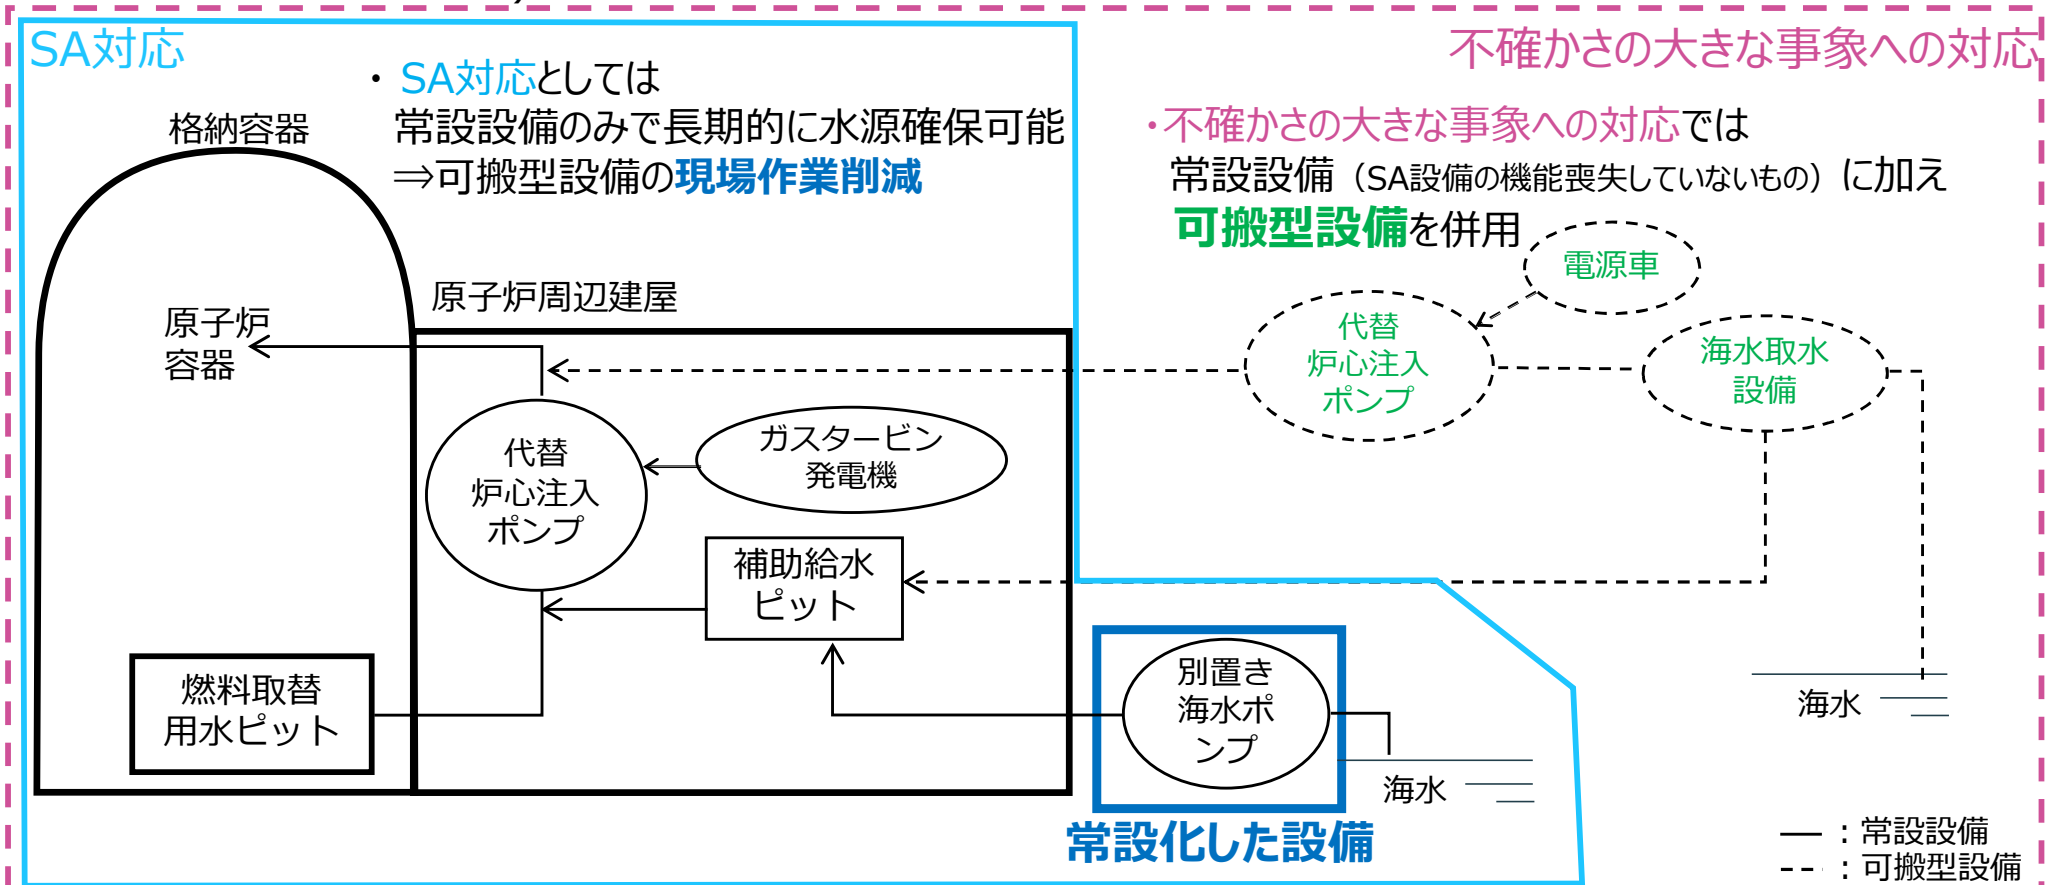 SA対応
・ SA対応としては
常設設備のみで長期的に水源確保可能
⇒可搬型設備の現場作業削減
不確かさの大きな事象への対応
・不確かさの大きな事象への対応では
常設設備（SA設備の機能喪失していないもの）に加え
可搬型設備を併用
格納容器
原子炉周辺建屋
原子炉
容器
電源車
代替
炉心注入
ポンプ
海水取水
設備
代替
炉心注入
ポンプ
ガスタービン
発電機
補助給水
ピット
燃料取替
用水ピット
別置き
海水ポ
ンプ
海水
海水
常設化した設備
：常設設備
：可搬型設備